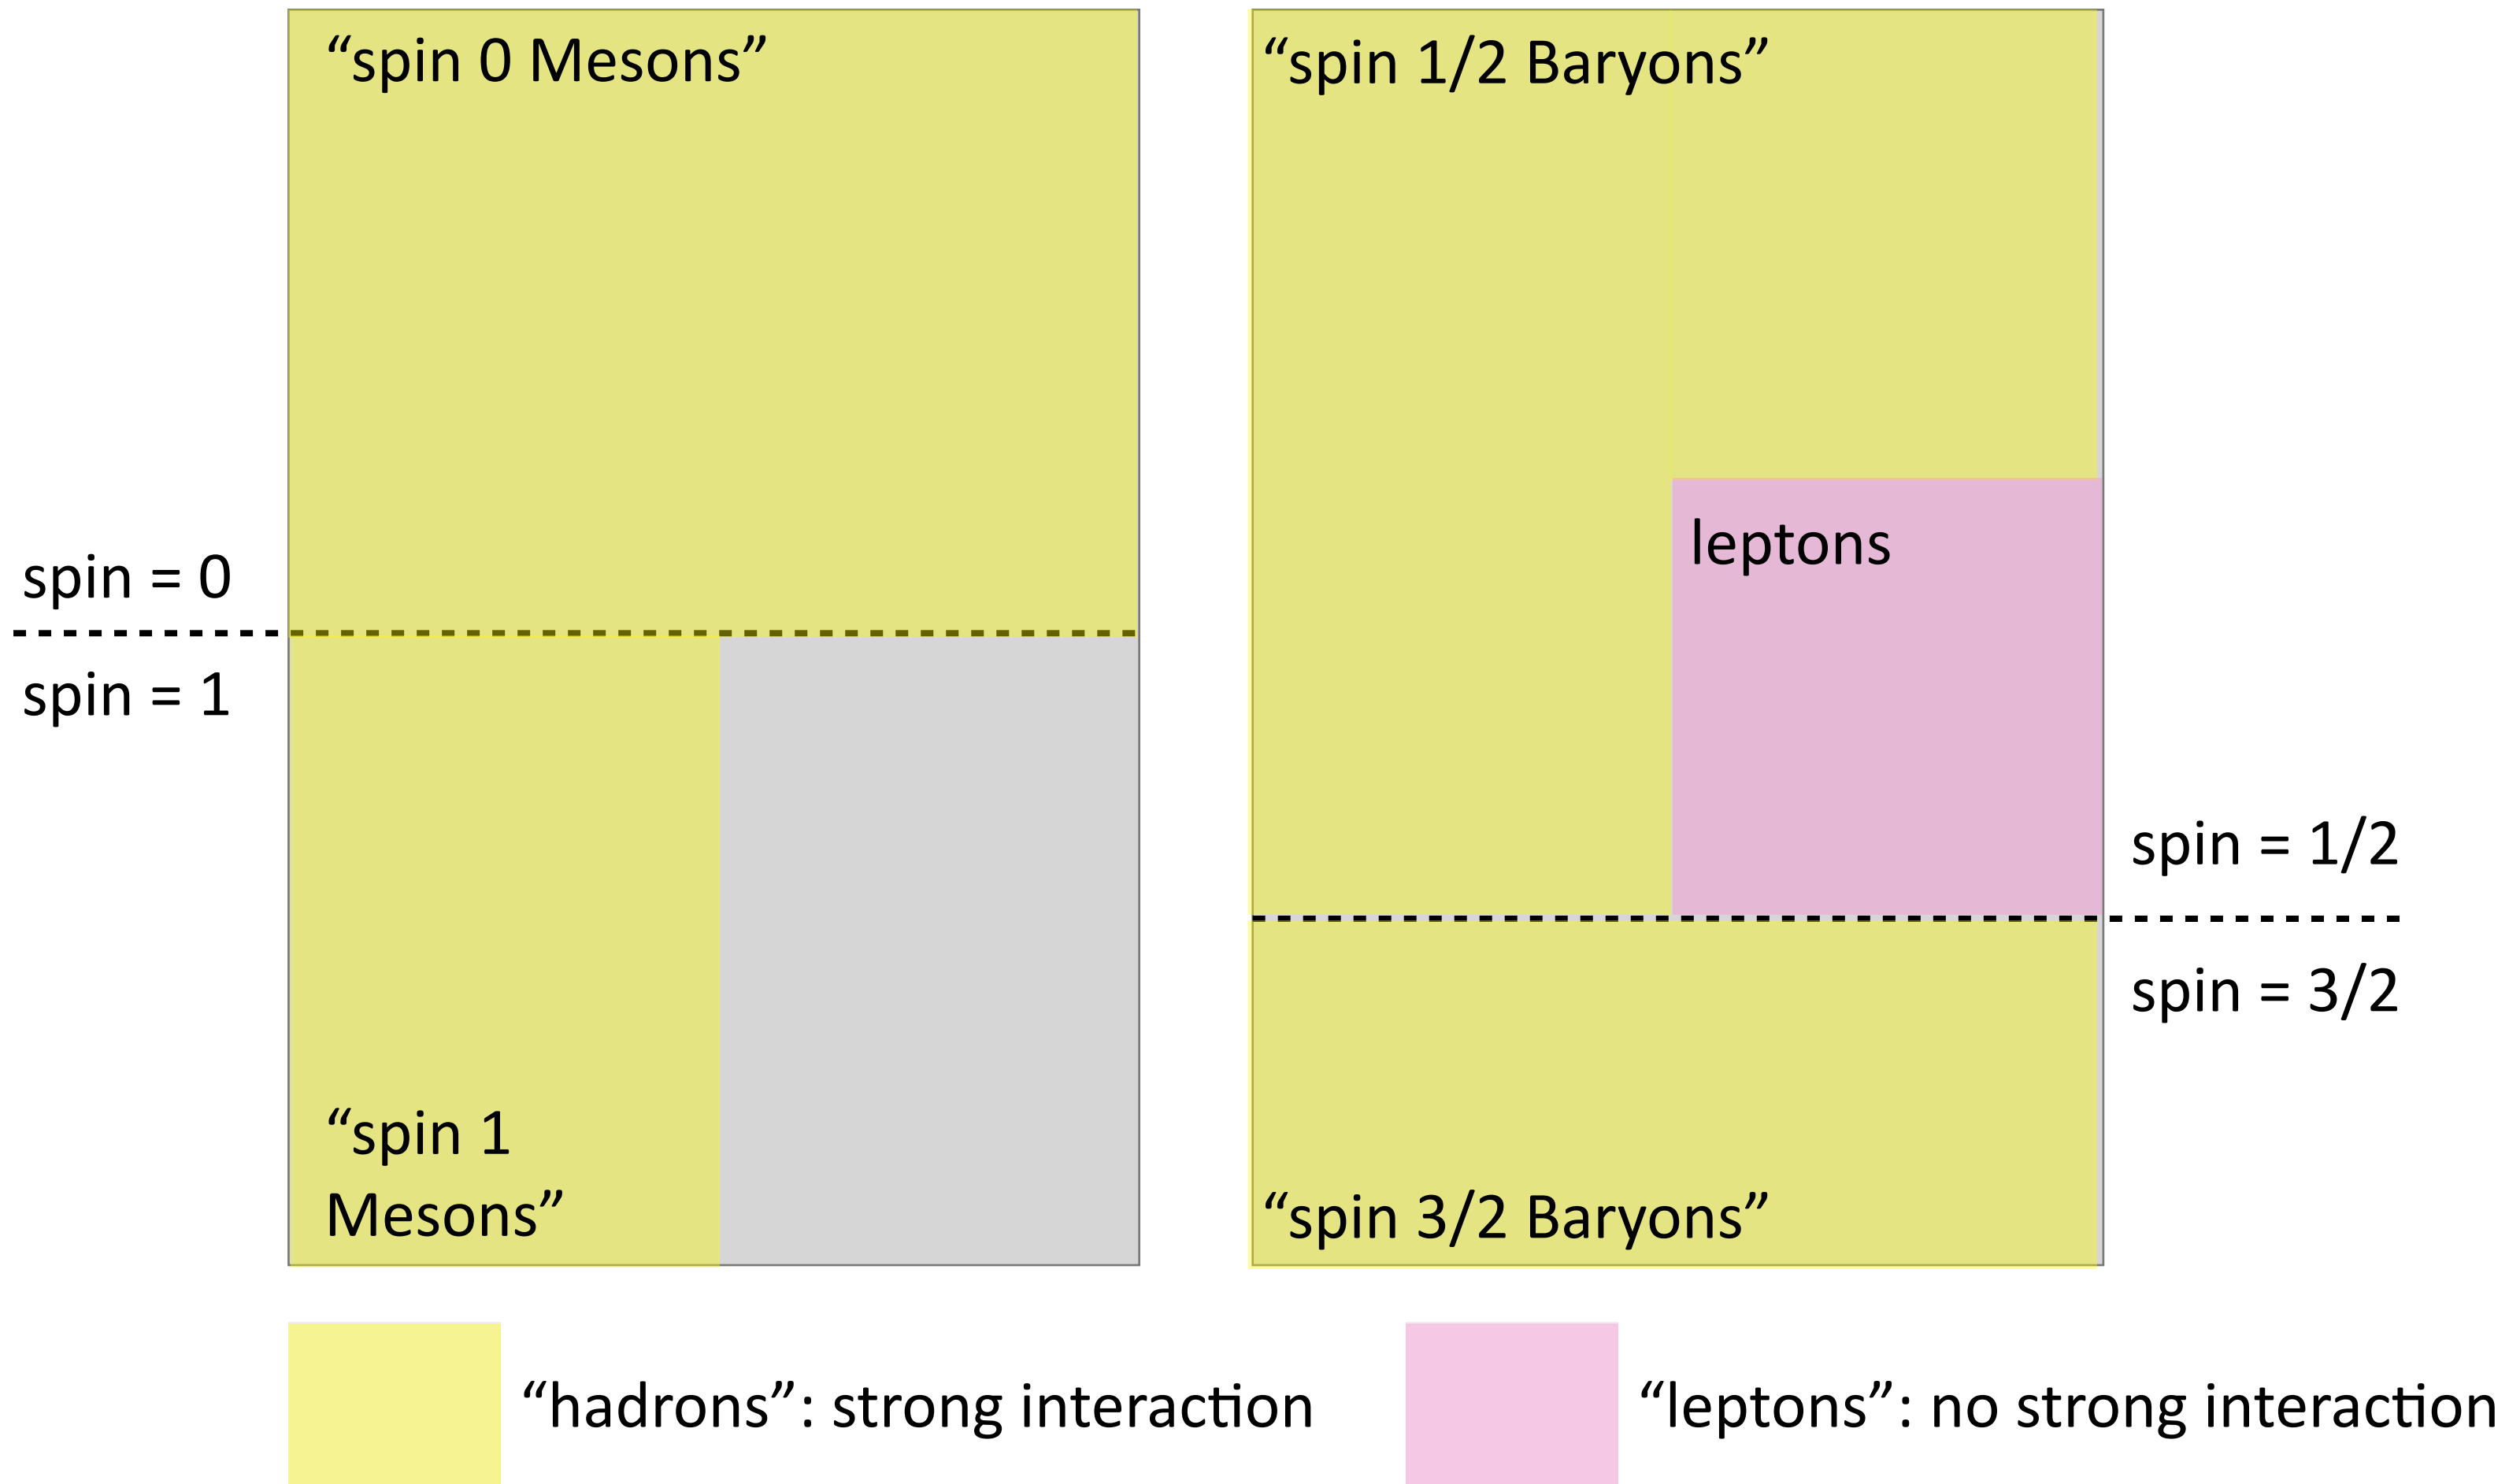 “spin 0 Mesons”
“spin 1/2 Baryons”
leptons
spin = 0
spin = 1
spin = 1/2
spin = 3/2
“spin 1
Mesons”
“spin 3/2 Baryons”
“hadrons”: strong interaction
“leptons”: no strong interaction